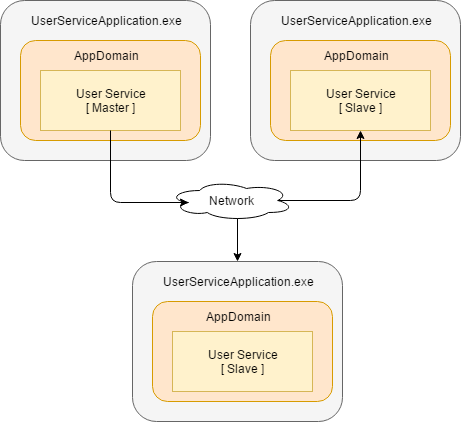 UserServiceApplication.exe
AppDomain
User Service
[ Master ]
UserServiceApplication.exe
AppDomain
User Service
[ Slave ]
Network
UserServiceApplication.exe
AppDomain
User Service
[ Slave ]